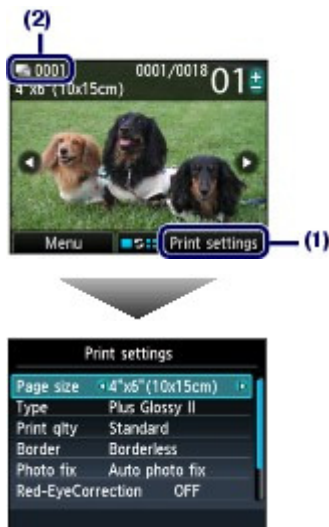 (2)
0001 0001/0018 01
4"x6"(10x15cm)
Menu Print settings
(1)
Print settings
Page size 4"x6"(10x15cm)
Type Plus Glossy II
Print qlty Standard
Border Borderless
Photo fix Auto photo fix
Red-EyeCorrection OFF